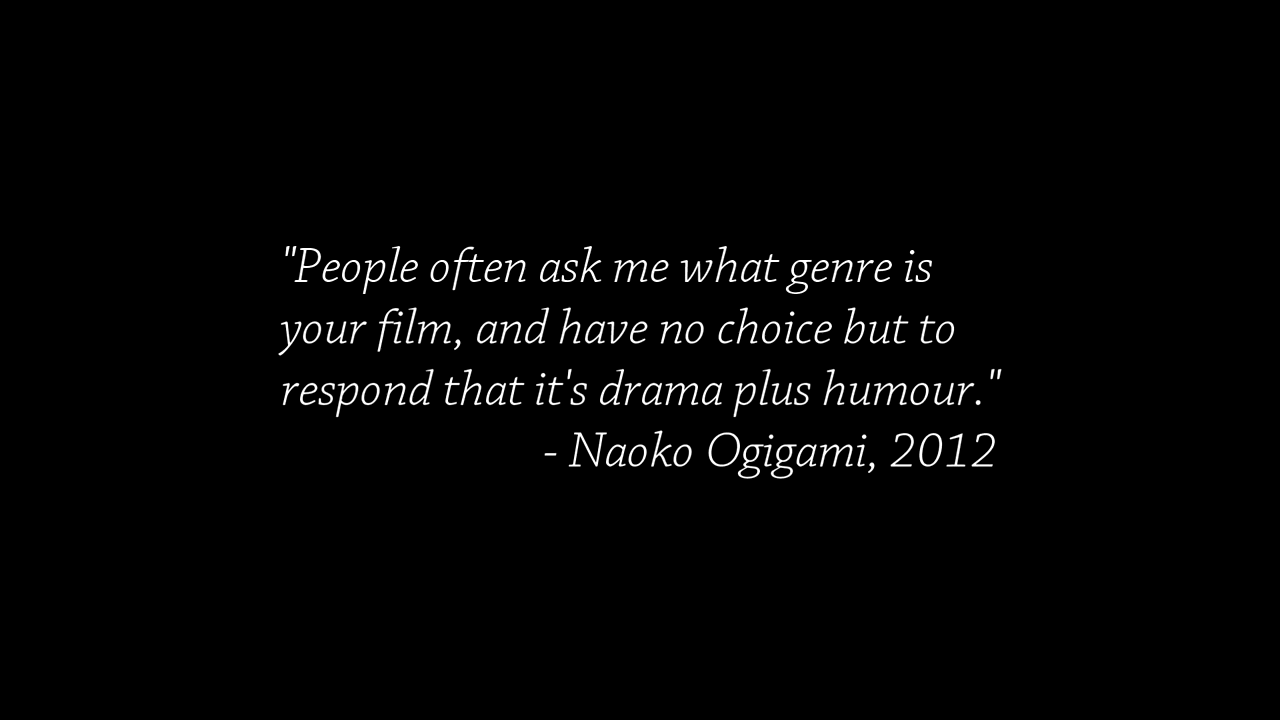 "People often ask me what genre is
your film, and have no choice but to
respond that it's drama plus humour."
- Naoko Ogigami, 2012